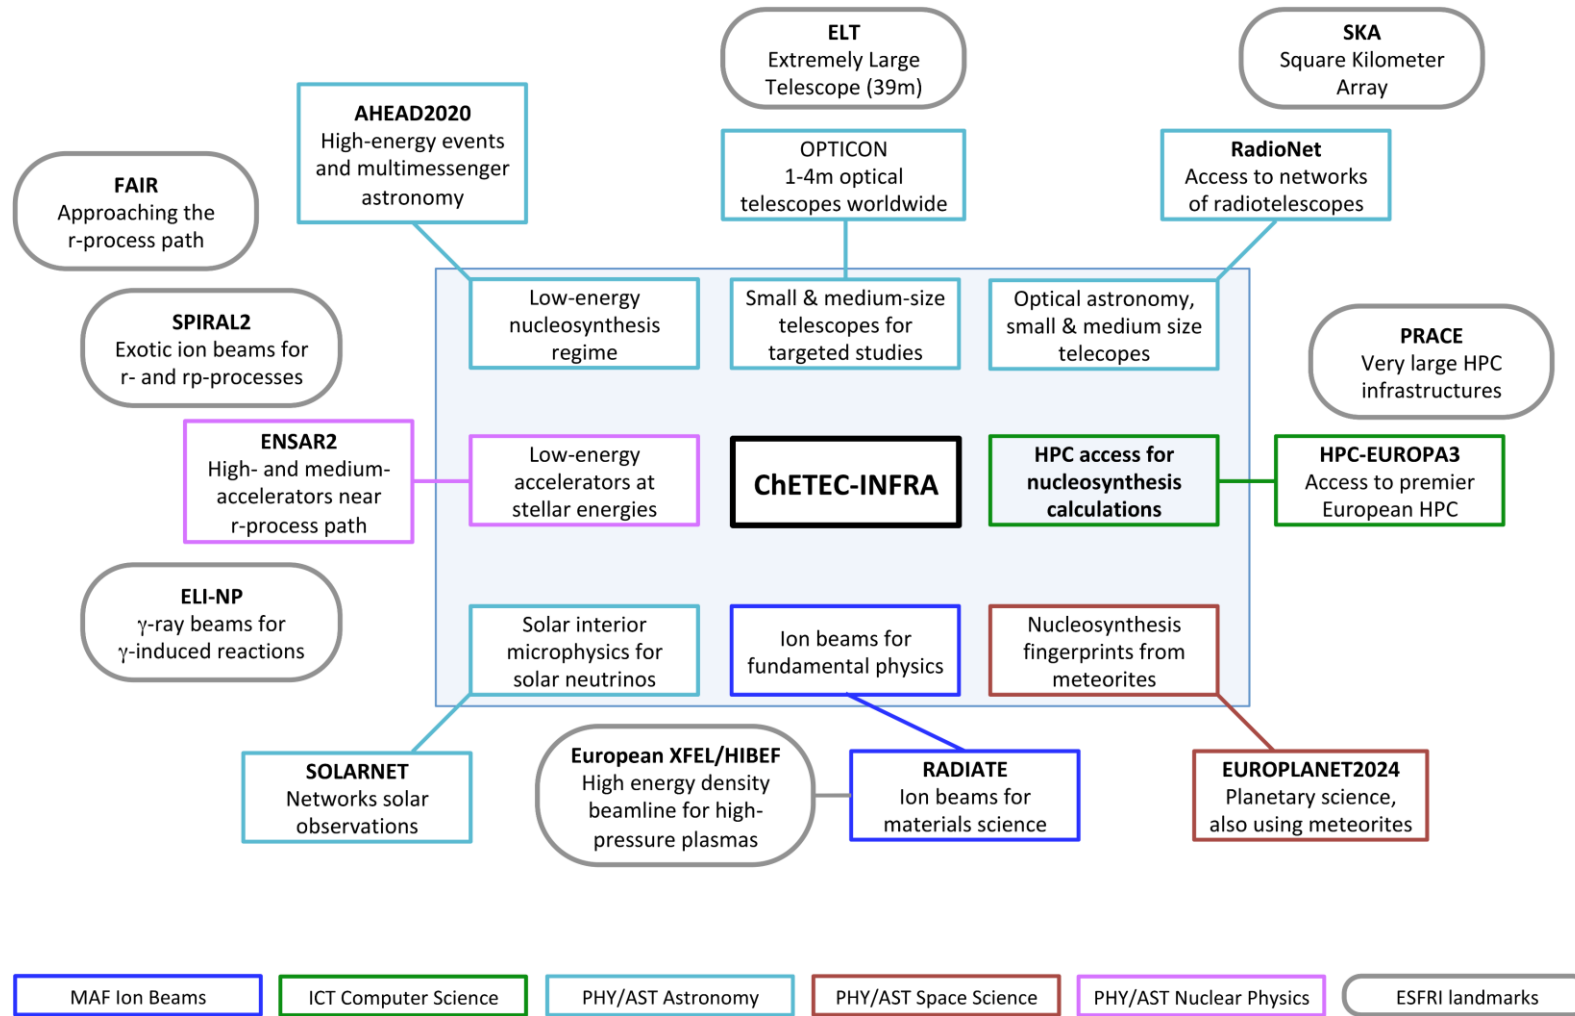 ELT
Extremely Large
Telescope (39m)
SKA
Square Kilometer
Array
AHEAD2020
High-energy events
and multimessenger
astronomy
OPTICON
1-4m optical
telescopes worldwide
RadioNet
Access to networks
of radiotelescopes
FAIR
Approaching the
r-process path
Low-energy
nucleosynthesis
regime
Small & medium-size
telescopes for
targeted studies
Optical astronomy,
small & medium size
telecopes
SPIRAL2
Exotic ion beams for
r- and rp-processes
PRACE
Very large HPC
infrastructures
ENSAR2
High- and medium-
accelerators near
r-process path
Low-energy
accelerators at
stellar energies
ChETEC-INFRA
HPC access for
nucleosynthesis
calculations
HPC-EUROPA3
Access to premier
European HPC
ELI-NP
γ-ray beams for
γ-induced reactions
Solar interior
microphysics for
solar neutrinos
Ion beams for
fundamental physics
Nucleosynthesis
fingerprints from
meteorites
SOLARNET
Networks solar
observations
European XFEL/HIBEF
High energy density
beamline for high-
pressure plasmas
RADIATE
Ion beams for
materials science
EUROPLANET2024
Planetary science,
also using meteorites
MAF Ion Beams
ICT Computer Science
PHY/AST Astronomy
PHY/AST Space Science
PHY/AST Nuclear Physics
ESFRI landmarks